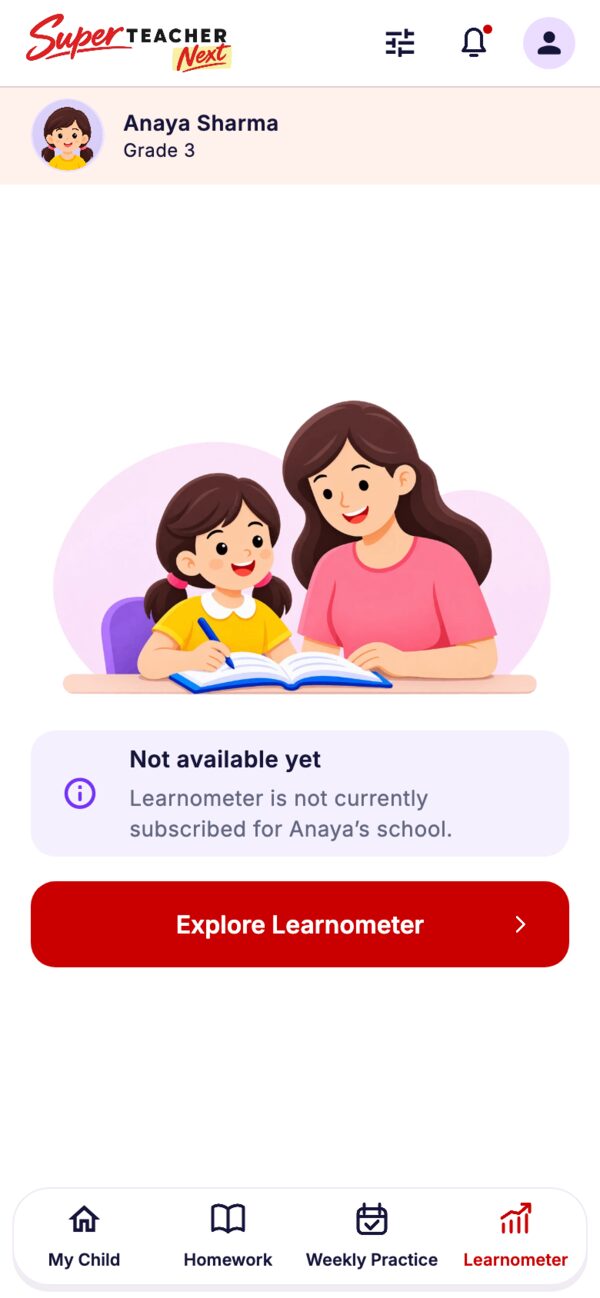 Super TEACHER
Next
Anaya Sharma
Grade 3
Not available yet
Learnometer is not currently
subscribed for Anaya’s school.
Explore Learnometer
My Child
Homework
Weekly Practice
Learnometer